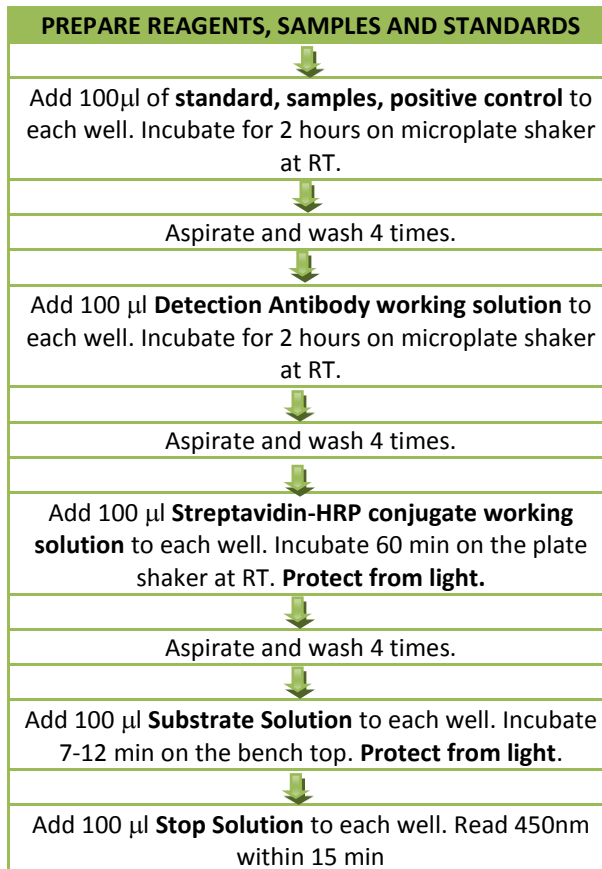 PREPARE REAGENTS, SAMPLES AND STANDARDS
Add 100μl of standard, samples, positive control to
each well. Incubate for 2 hours on microplate shaker
at RT.
Aspirate and wash 4 times.
Add 100 μl Detection Antibody working solution to
each well. Incubate for 2 hours on microplate shaker
at RT.
Aspirate and wash 4 times.
Add 100 μl Streptavidin-HRP conjugate working
solution to each well. Incubate 60 min on the plate
shaker at RT. Protect from light.
Aspirate and wash 4 times.
Add 100 μl Substrate Solution to each well. Incubate
7-12 min on the bench top. Protect from light.
Add 100 μl Stop Solution to each well. Read 450nm
within 15 min